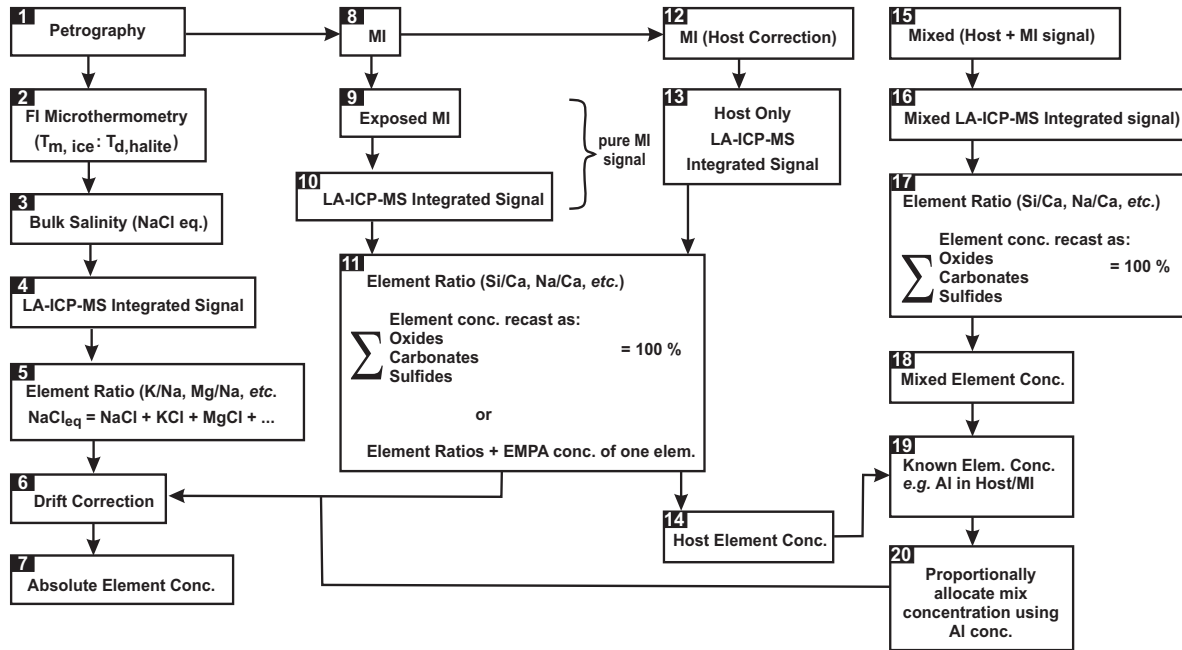 1
Petrography
2
FI Microthermometry
(Tm, ice: Td,halite)
3
Bulk Salinity (NaCl eq.)
4
LA-ICP-MS Integrated Signal
5
Element Ratio (K/Na, Mg/Na, etc.
NaCleq = NaCl + KCl + MgCl + ...
6
Drift Correction
7
Absolute Element Conc.
8
MI
9
Exposed MI
10
LA-ICP-MS Integrated Signal
pure MI
signal
11
Element Ratio (Si/Ca, Na/Ca, etc.)
Element conc. recast as:
∑ Oxides
Carbonates = 100 %
Sulfides
or
Element Ratios + EMPA conc. of one elem.
12
MI (Host Correction)
13
Host Only
LA-ICP-MS
Integrated Signal
14
Host Element Conc.
15
Mixed (Host + MI signal)
16
Mixed LA-ICP-MS Integrated signal)
17
Element Ratio (Si/Ca, Na/Ca, etc.)
Element conc. recast as:
∑ Oxides = 100 %
Carbonates
Sulfides
18
Mixed Element Conc.
19
Known Elem. Conc.
e.g. Al in Host/MI
20
Proportionally
allocate mix
concentration using
Al conc.